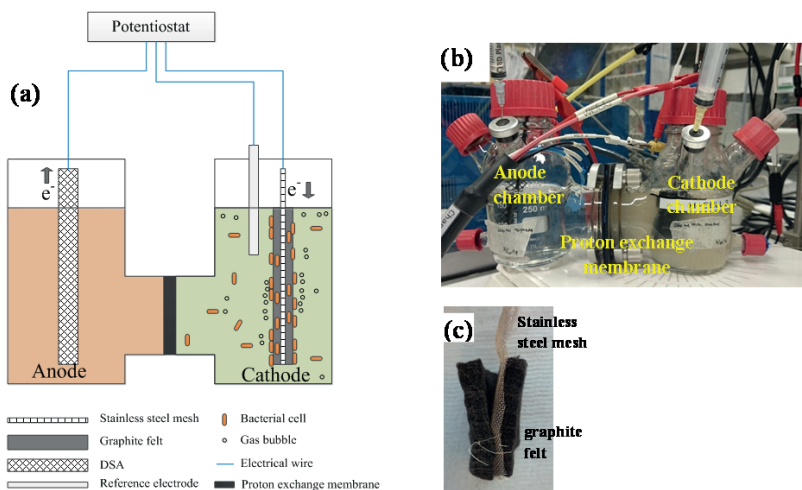 Potentiostat
(a)
e-
e-
Anode
Cathode
Stainless steel mesh
Bacterial cell
Graphite felt
Gas bubble
DSA
Electrical wire
Reference electrode
Proton exchange membrane
(b)
Anode
chamber
Cathode
chamber
250 ml
Proton exchange
membrane
(c)
Stainless
steel mesh
graphite
felt